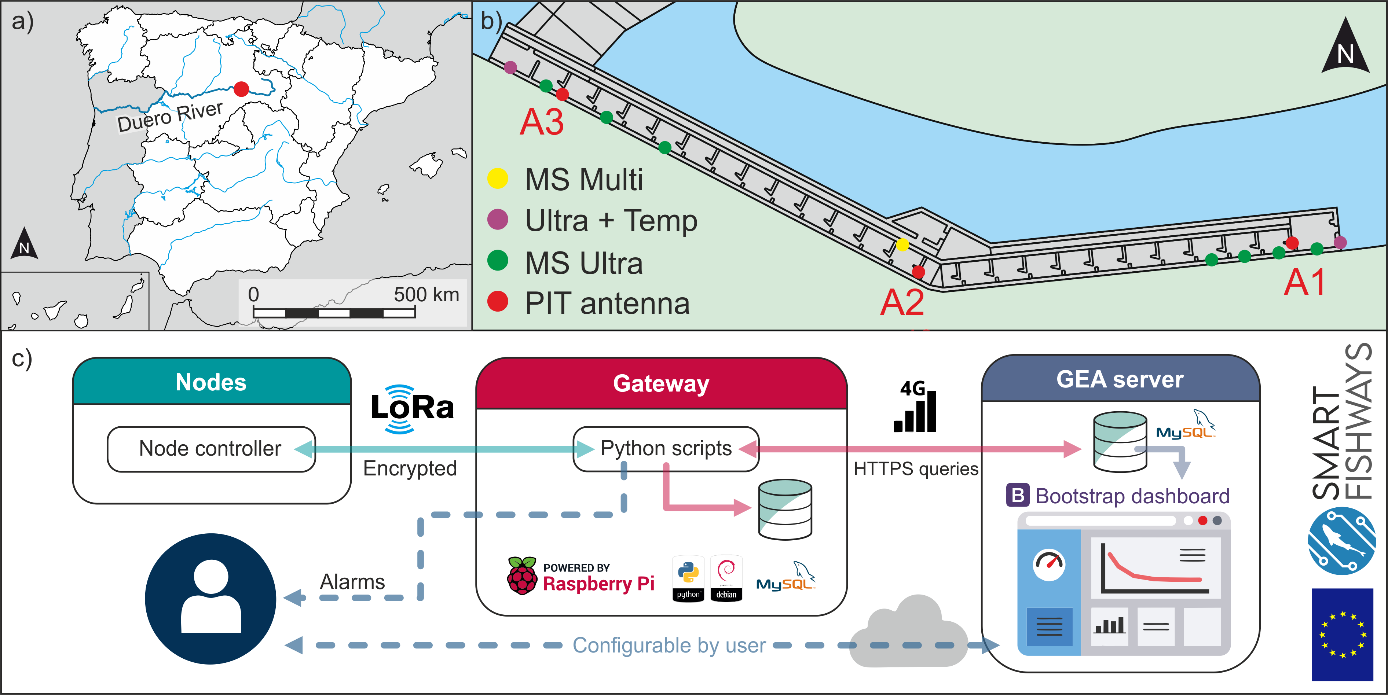 a)
Duero River
N
0 500 km
b)
N
A3
A2
A1
MS Multi
Ultra + Temp
MS Ultra
PIT antenna
c)
Nodes
Node controller
LoRa
Encrypted
Gateway
Python scripts
POWERED BY
Raspberry Pi
python
debian
MySQL
4G
HTTPS queries
GEA server
MySQL
B Bootstrap dashboard
Alarms
Configurable by user
SMART
FISHWAYS